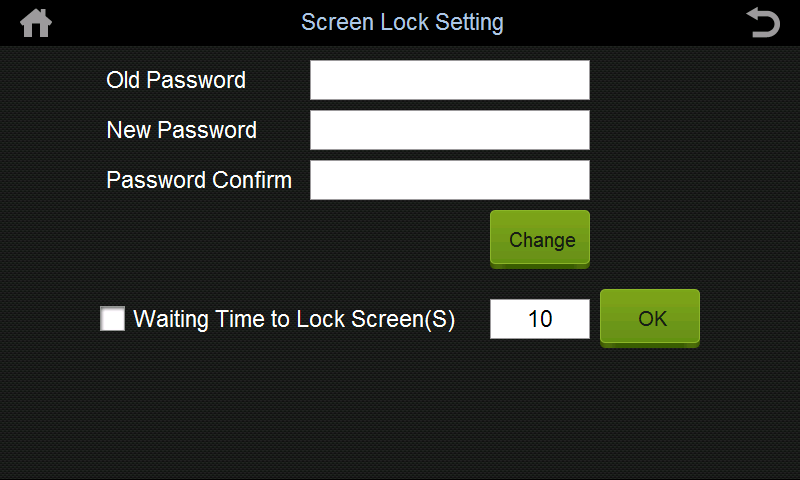 Screen Lock Setting
Old Password
New Password
Password Confirm
Change
Waiting Time to Lock Screen(S) 10 OK